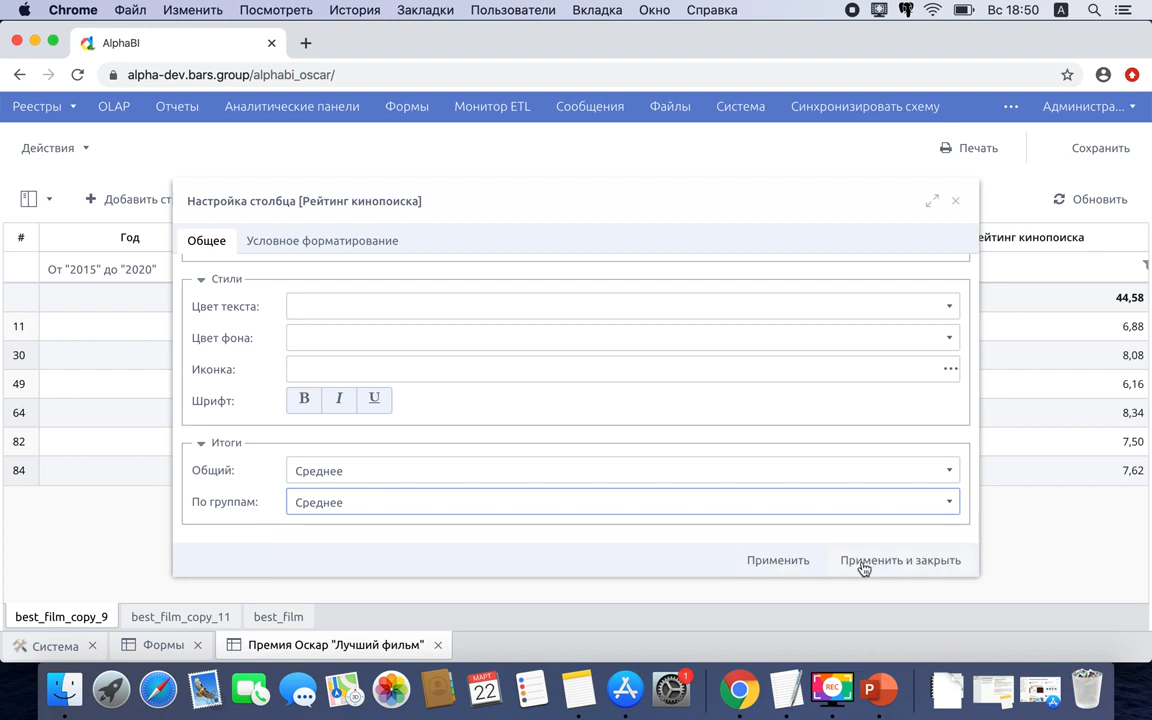 Chrome Файл Изменить Посмотреть История Закладки Пользователи Вкладка Окно Справка Вс 18:50 A
AlphaBI
alpha-dev.bars.group/alphabi_oscar/
Реестры OLAP Отчеты Аналитические панели Формы Монитор ETL Сообщения Файлы Система Синхронизировать схему ... Администра...
Действия Печать Сохранить
Добавить ст Обновить
Настройка столбца [Рейтинг кинопоиска]
# Год ейтинг кинопоиска
Общее Условное форматирование
От "2015" до "2020"
Стили
44,58
Цвет текста:
11 6,88
Цвет фона:
30 8,08
Иконка: ...
49 6,16
Шрифт: B I U
64 8,34
Итоги
82 7,50
Общий: Среднее
84 7,62
По группам: Среднее
Применить Применить и закрыть
best_film_copy_9 best_film_copy_11 best_film
Система Формы Премия Оскар "Лучший фильм"
МАРТ
22
3D
1
REC
P